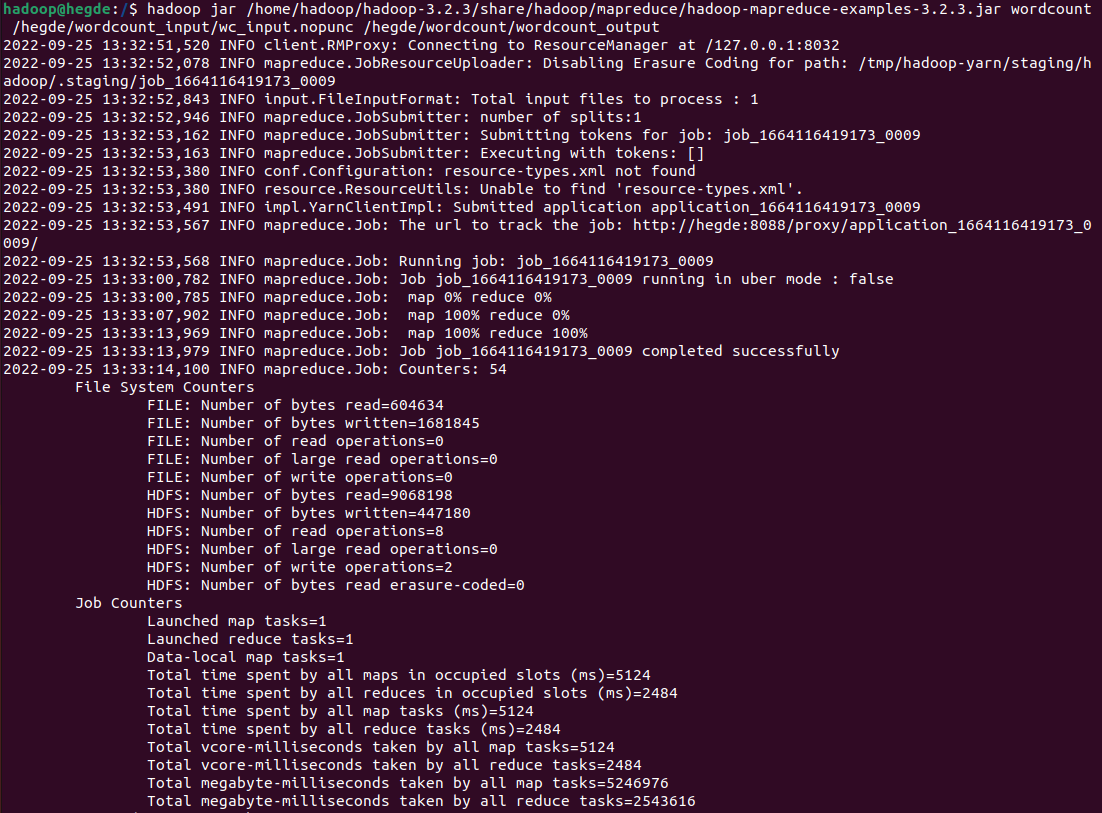 hadoop@hegde:/$ hadoop jar /home/hadoop/hadoop-3.2.3/share/hadoop/mapreduce/hadoop-mapreduce-examples-3.2.3.jar wordcount
 /hegde/wordcount_input/wc_input.nopunc /hegde/wordcount/wordcount_output
2022-09-25 13:32:51,520 INFO client.RMProxy: Connecting to ResourceManager at /127.0.0.1:8032
2022-09-25 13:32:52,078 INFO mapreduce.JobResourceUploader: Disabling Erasure Coding for path: /tmp/hadoop-yarn/staging/h
adoop/.staging/job_1664116419173_0009
2022-09-25 13:32:52,843 INFO input.FileInputFormat: Total input files to process : 1
2022-09-25 13:32:52,946 INFO mapreduce.JobSubmitter: number of splits:1
2022-09-25 13:32:53,162 INFO mapreduce.JobSubmitter: Submitting tokens for job: job_1664116419173_0009
2022-09-25 13:32:53,163 INFO mapreduce.JobSubmitter: Executing with tokens: []
2022-09-25 13:32:53,380 INFO conf.Configuration: resource-types.xml not found
2022-09-25 13:32:53,380 INFO resource.ResourceUtils: Unable to find 'resource-types.xml'.
2022-09-25 13:32:53,491 INFO impl.YarnClientImpl: Submitted application application_1664116419173_0009
2022-09-25 13:32:53,567 INFO mapreduce.Job: The url to track the job: http://hegde:8088/proxy/application_1664116419173_0
009/
2022-09-25 13:32:53,568 INFO mapreduce.Job: Running job: job_1664116419173_0009
2022-09-25 13:33:00,782 INFO mapreduce.Job: Job job_1664116419173_0009 running in uber mode : false
2022-09-25 13:33:00,785 INFO mapreduce.Job:  map 0% reduce 0%
2022-09-25 13:33:07,902 INFO mapreduce.Job:  map 100% reduce 0%
2022-09-25 13:33:13,969 INFO mapreduce.Job:  map 100% reduce 100%
2022-09-25 13:33:13,979 INFO mapreduce.Job: Job job_1664116419173_0009 completed successfully
2022-09-25 13:33:14,100 INFO mapreduce.Job: Counters: 54
        File System Counters
                FILE: Number of bytes read=604634
                FILE: Number of bytes written=1681845
                FILE: Number of read operations=0
                FILE: Number of large read operations=0
                FILE: Number of write operations=0
                HDFS: Number of bytes read=9068198
                HDFS: Number of bytes written=447180
                HDFS: Number of read operations=8
                HDFS: Number of large read operations=0
                HDFS: Number of write operations=2
                HDFS: Number of bytes read erasure-coded=0
        Job Counters
                Launched map tasks=1
                Launched reduce tasks=1
                Data-local map tasks=1
                Total time spent by all maps in occupied slots (ms)=5124
                Total time spent by all reduces in occupied slots (ms)=2484
                Total time spent by all map tasks (ms)=5124
                Total time spent by all reduce tasks (ms)=2484
                Total vcore-milliseconds taken by all map tasks=5124
                Total vcore-milliseconds taken by all reduce tasks=2484
                Total megabyte-milliseconds taken by all map tasks=5246976
                Total megabyte-milliseconds taken by all reduce tasks=2543616